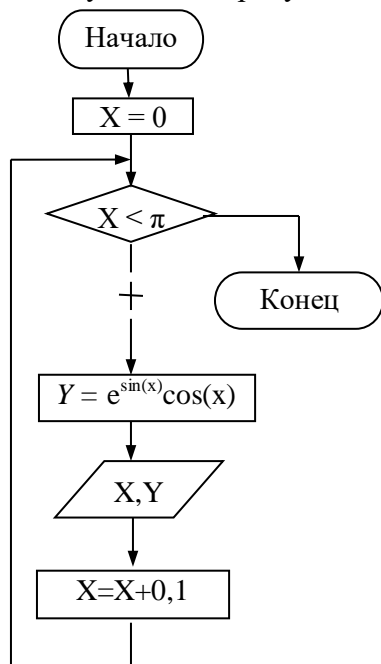 Начало
X = 0
X < π
+
Конец
Y = e^sin(x) cos(x)
X,Y
X=X+0,1